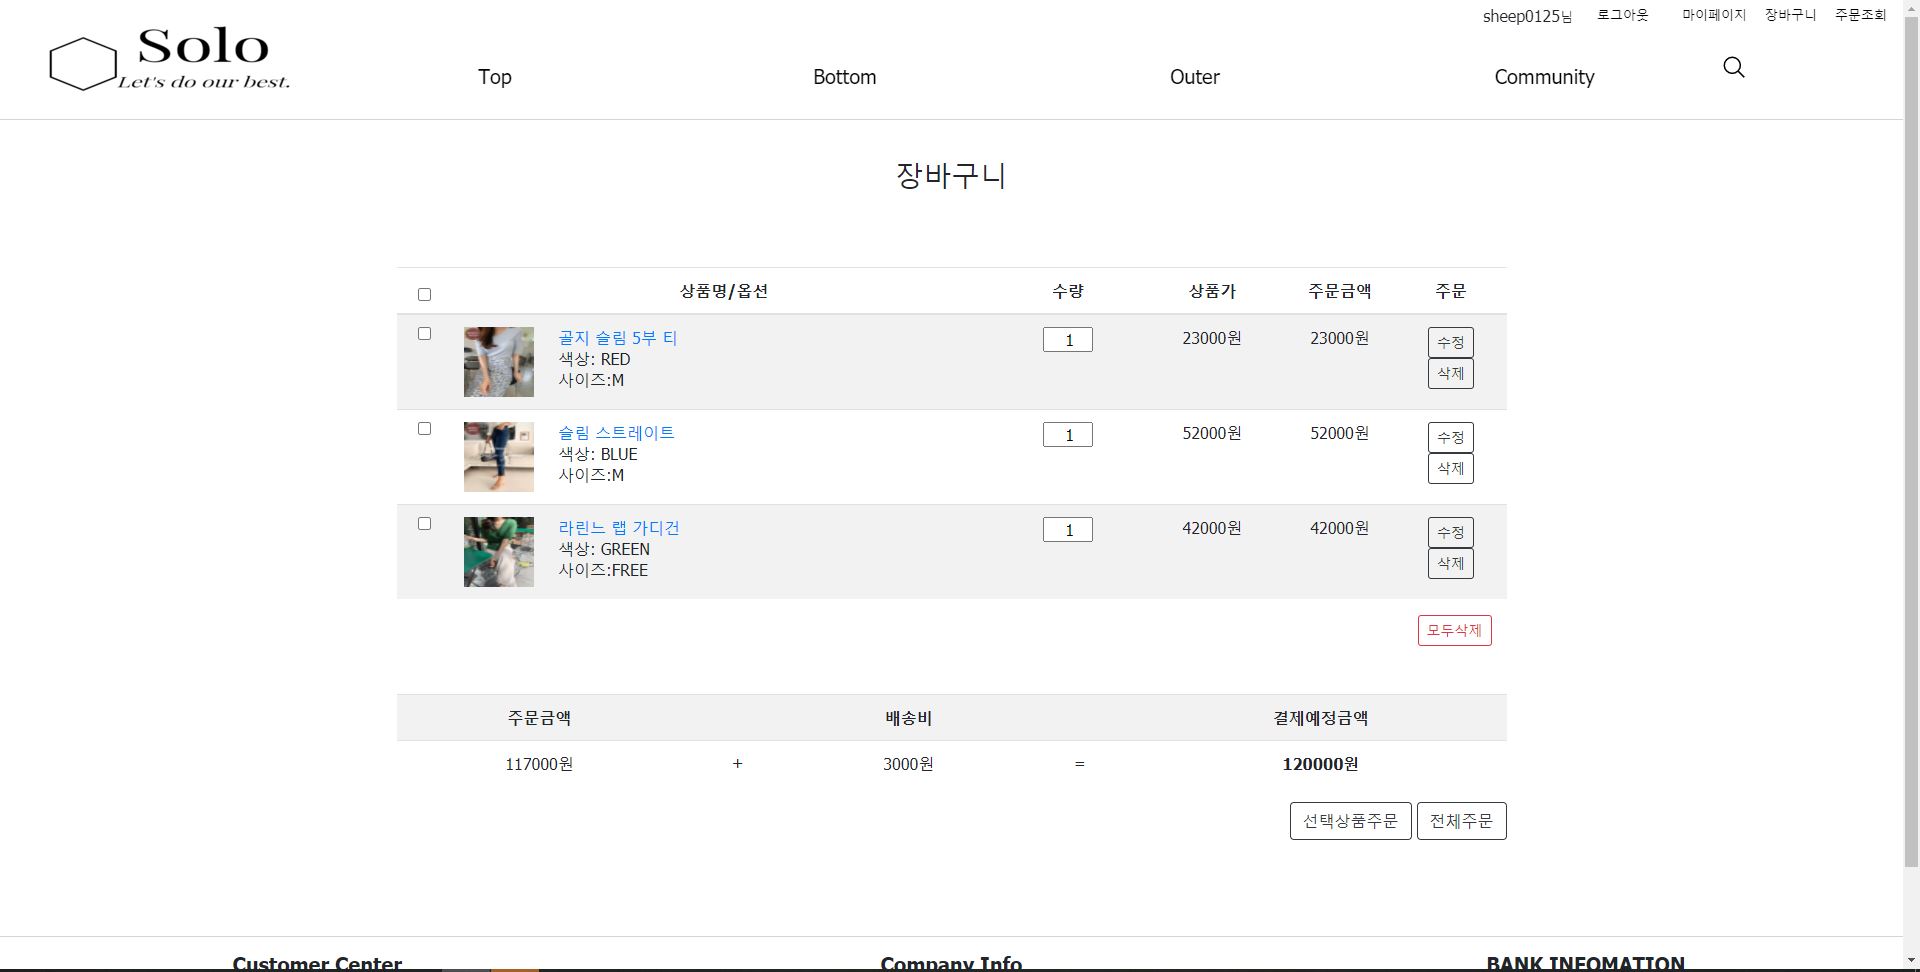 sheep0125님 로그아웃 마이페이지 장바구니 주문조회
Solo
Let's do our best.
Top Bottom Outer Community
장바구니
상품명/옵션 수량 상품가 주문금액 주문
골지 슬림 5부 티 1 23000원 23000원 수정
색상: RED
사이즈:M 삭제
슬림 스트레이트 1 52000원 52000원 수정
색상: BLUE
사이즈:M 삭제
라린느 랩 가디건 1 42000원 42000원 수정
색상: GREEN
사이즈:FREE 삭제
모두삭제
주문금액 배송비 결제예정금액
117000원 + 3000원 = 120000원
선택상품주문 전체주문
Customer Center Company Info BANK INFOMATION